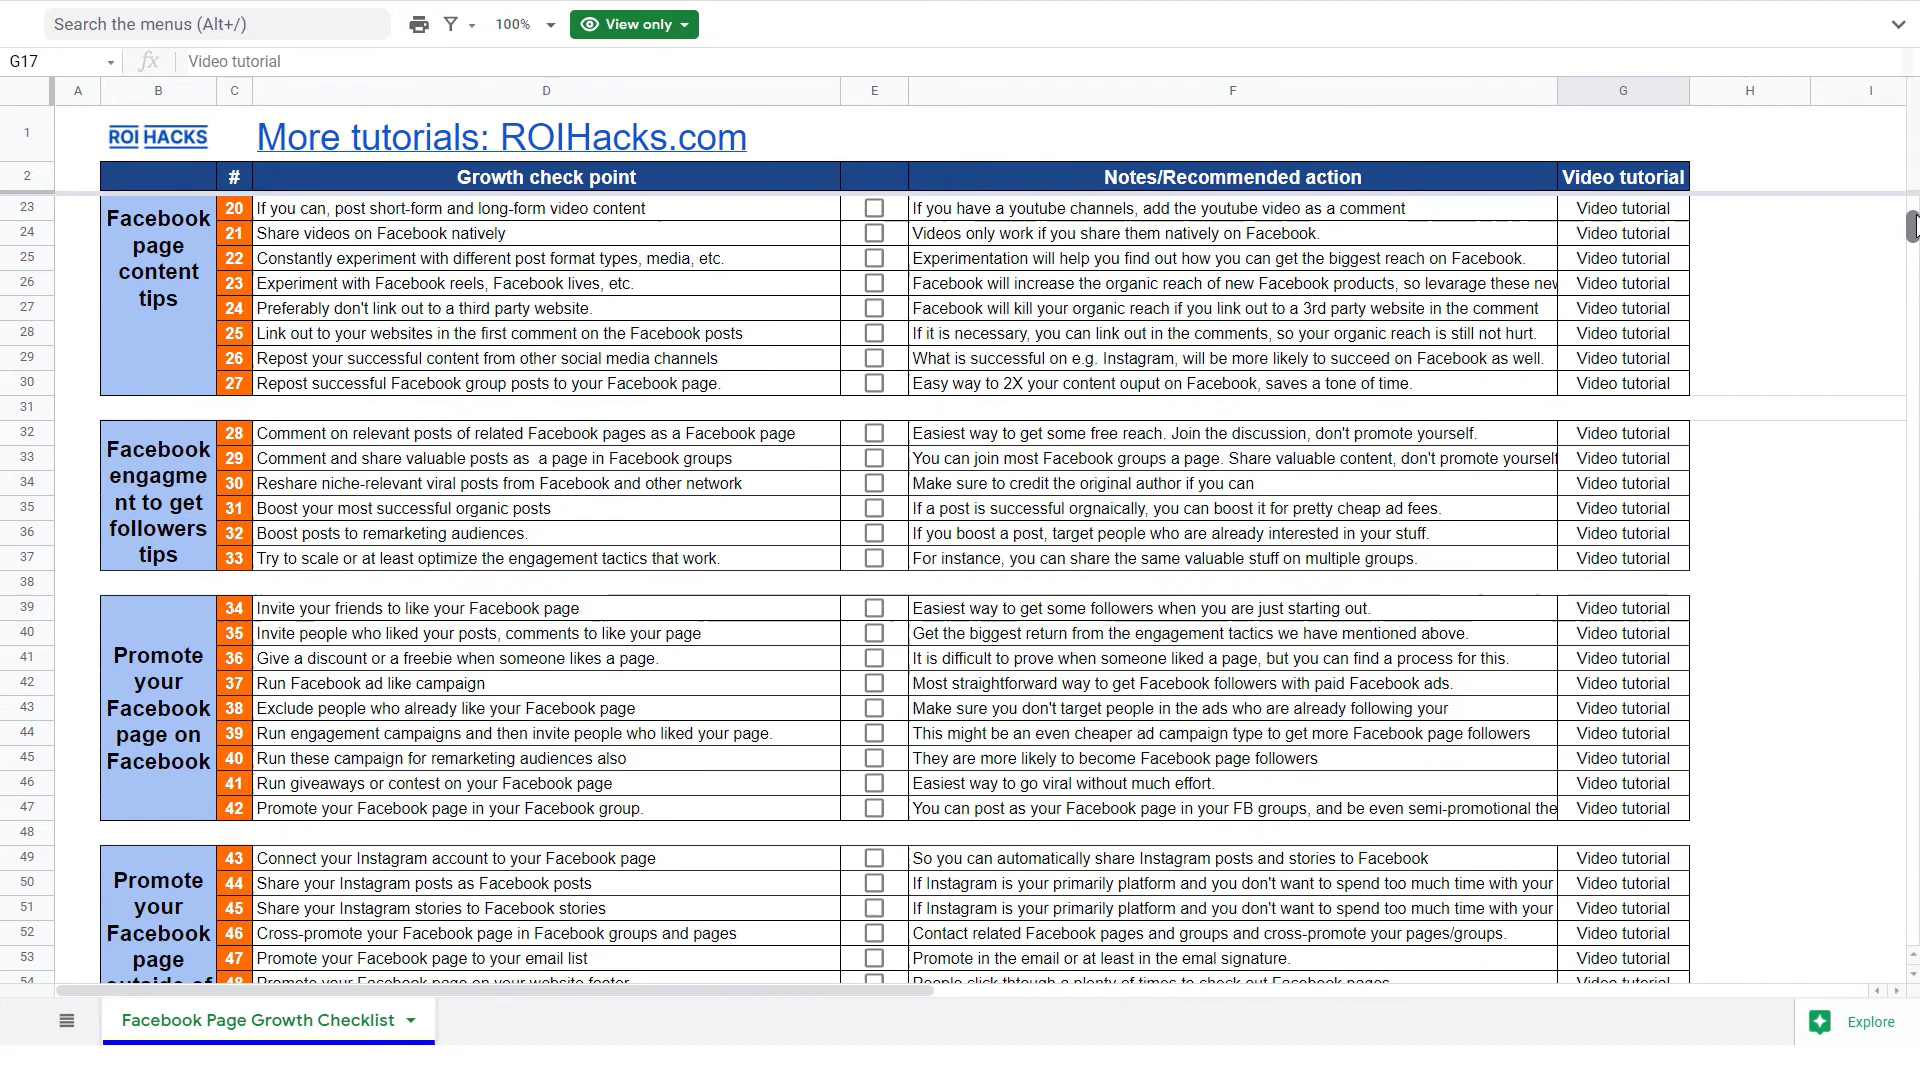 Search the menus (Alt+/)
100%
View only
G17
fx
Video tutorial
A B C D E F G H I
1 ROI HACKS More tutorials: ROIHacks.com
2 # Growth check point Notes/Recommended action Video tutorial
Facebook
page
content
tips
23 20 If you can, post short-form and long-form video content If you have a youtube channels, add the youtube video as a comment Video tutorial
24 21 Share videos on Facebook natively Videos only work if you share them natively on Facebook. Video tutorial
25 22 Constantly experiment with different post format types, media, etc. Experimentation will help you find out how you can get the biggest reach on Facebook. Video tutorial
26 23 Experiment with Facebook reels, Facebook lives, etc. Facebook will increase the organic reach of new Facebook products, so levarage these new Video tutorial
27 24 Preferably don't link out to a third party website. Facebook will kill your organic reach if you link out to a 3rd party website in the comment Video tutorial
28 25 Link out to your websites in the first comment on the Facebook posts If it is necessary, you can link out in the comments, so your organic reach is still not hurt. Video tutorial
29 26 Repost your successful content from other social media channels What is successful on e.g. Instagram, will be more likely to succeed on Facebook as well. Video tutorial
30 27 Repost successful Facebook group posts to your Facebook page. Easy way to 2X your content ouput on Facebook, saves a tone of time. Video tutorial
31
Facebook
engagme
nt to get
followers
tips
32 28 Comment on relevant posts of related Facebook pages as a Facebook page Easiest way to get some free reach. Join the discussion, don't promote yourself. Video tutorial
33 29 Comment and share valuable posts as  a page in Facebook groups You can join most Facebook groups a page. Share valuable content, don't promote yourself Video tutorial
34 30 Reshare niche-relevant viral posts from Facebook and other network Make sure to credit the original author if you can Video tutorial
35 31 Boost your most successful organic posts If a post is successful orgnaically, you can boost it for pretty cheap ad fees. Video tutorial
36 32 Boost posts to remarketing audiences. If you boost a post, target people who are already interested in your stuff. Video tutorial
37 33 Try to scale or at least optimize the engagement tactics that work. For instance, you can share the same valuable stuff on multiple groups. Video tutorial
38
Promote
your
Facebook
page on
Facebook
39 34 Invite your friends to like your Facebook page Easiest way to get some followers when you are just starting out. Video tutorial
40 35 Invite people who liked your posts, comments to like your page Get the biggest return from the engagement tactics we have mentioned above. Video tutorial
41 36 Give a discount or a freebie when someone likes a page. It is difficult to prove when someone liked a page, but you can find a process for this. Video tutorial
42 37 Run Facebook ad like campaign Most straightforward way to get Facebook followers with paid Facebook ads. Video tutorial
43 38 Exclude people who already like your Facebook page Make sure you don't target people in the ads who are already following your Video tutorial
44 39 Run engagement campaigns and then invite people who liked your page. This might be an even cheaper ad campaign type to get more Facebook page followers Video tutorial
45 40 Run these campaign for remarketing audiences also They are more likely to become Facebook page followers Video tutorial
46 41 Run giveaways or contest on your Facebook page Easiest way to go viral without much effort. Video tutorial
47 42 Promote your Facebook page in your Facebook group. You can post as your Facebook page in your FB groups, and be even semi-promotional the Video tutorial
48
Promote
your
Facebook
page
outside of
49 43 Connect your Instagram account to your Facebook page So you can automatically share Instagram posts and stories to Facebook Video tutorial
50 44 Share your Instagram posts as Facebook posts If Instagram is your primarily platform and you don't want to spend too much time with your Video tutorial
51 45 Share your Instagram stories to Facebook stories If Instagram is your primarily platform and you don't want to spend too much time with your Video tutorial
52 46 Cross-promote your Facebook page in Facebook groups and pages Contact related Facebook pages and groups and cross-promote your pages/groups. Video tutorial
53 47 Promote your Facebook page to your email list Promote in the email or at least in the emal signature. Video tutorial
54 48 Promote your Facebook page on your website footer People click thtough a plenty of times to check out Facebook pages Video tutorial
Facebook Page Growth Checklist
Explore